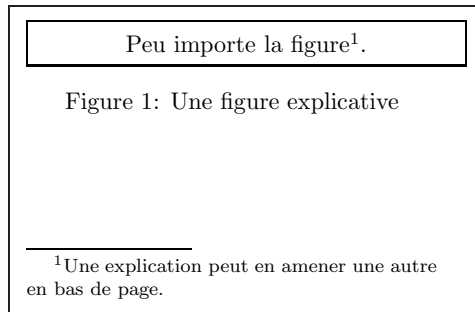 Peu importe la figure¹.
Figure 1: Une figure explicative
¹Une explication peut en amener une autre
en bas de page.